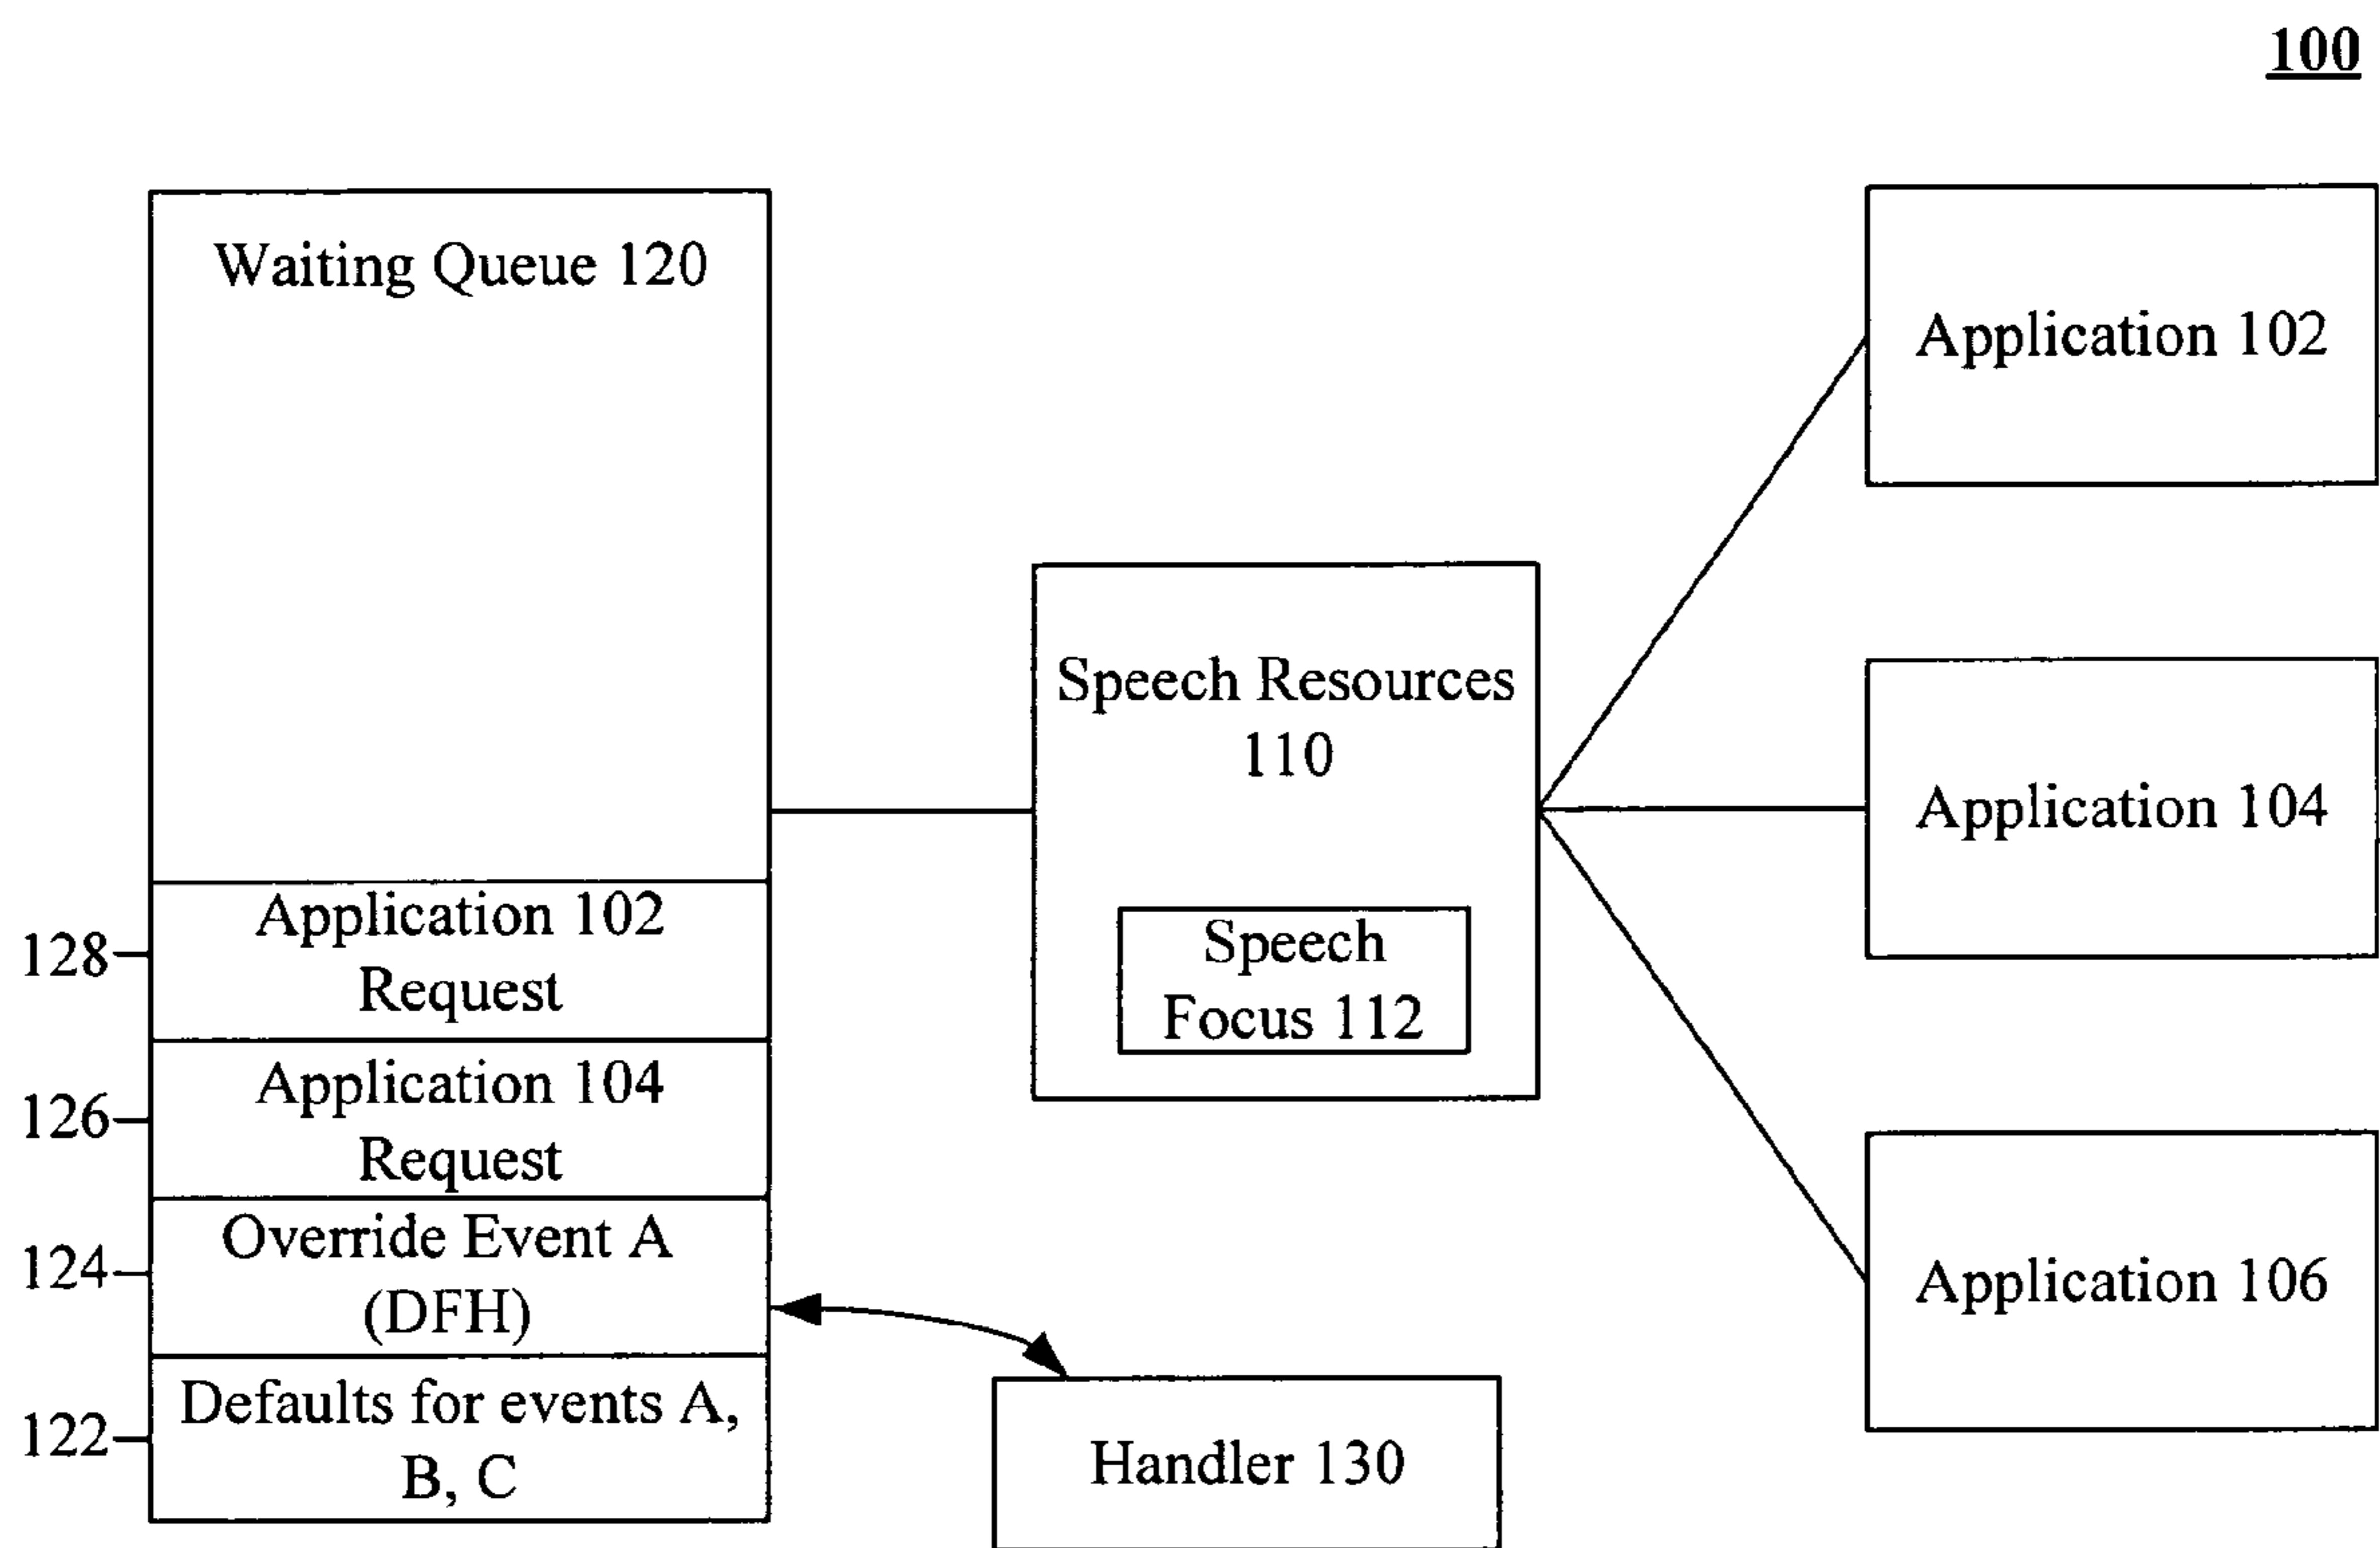 100
Waiting Queue 120
Application 102
Request
Application 104
Request
Override Event A
(DFH)
Defaults for events A,
B, C
128
126
124
122
Speech Resources
110
Speech
Focus 112
Handler 130
Application 102
Application 104
Application 106